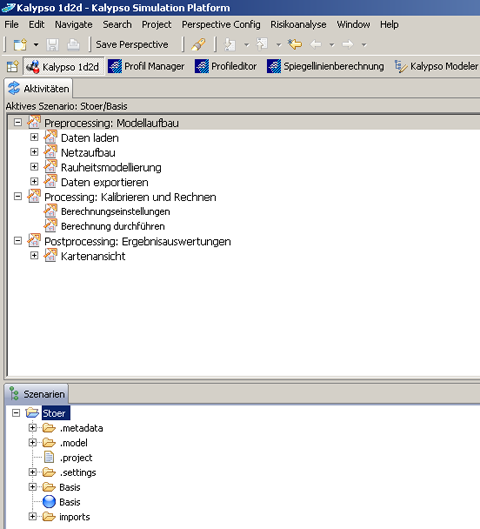 Kalypso 1d2d - Kalypso Simulation Platform
File Edit Navigate Search Project Perspective Config Risikoanalyse Window Help
Save Perspective
Kalypso 1d2d Profil Manager Profileditor Spiegellinienberechnung Kalypso Modeler
Aktivitäten
Aktives Szenario: Stoer/Basis
Preprocessing: Modellaufbau
Daten laden
Netzaufbau
Rauheitsmodellierung
Daten exportieren
Processing: Kalibrieren und Rechnen
Berechnungseinstellungen
Berechnung durchführen
Postprocessing: Ergebnisauswertungen
Kartenansicht
Szenarien
Stoer
.metadata
.model
.project
.settings
Basis
Basis
imports